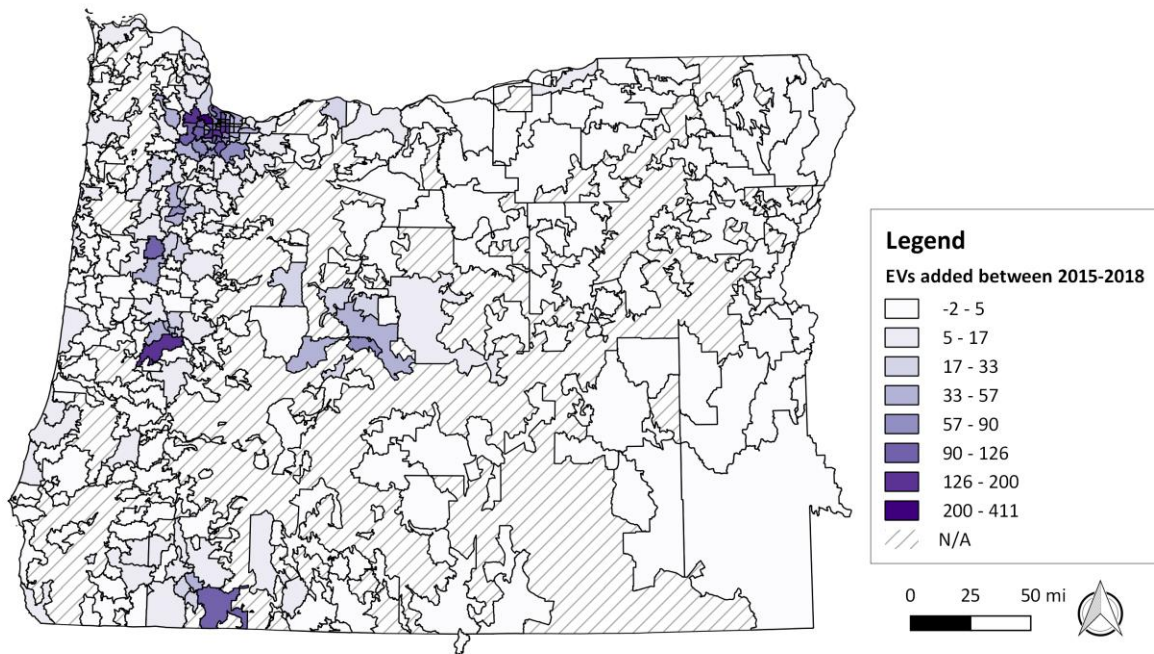 Legend
EVs added between 2015-2018
-2 - 5
5 - 17
17 - 33
33 - 57
57 - 90
90 - 126
126 - 200
200 - 411
N/A
0 25 50 mi